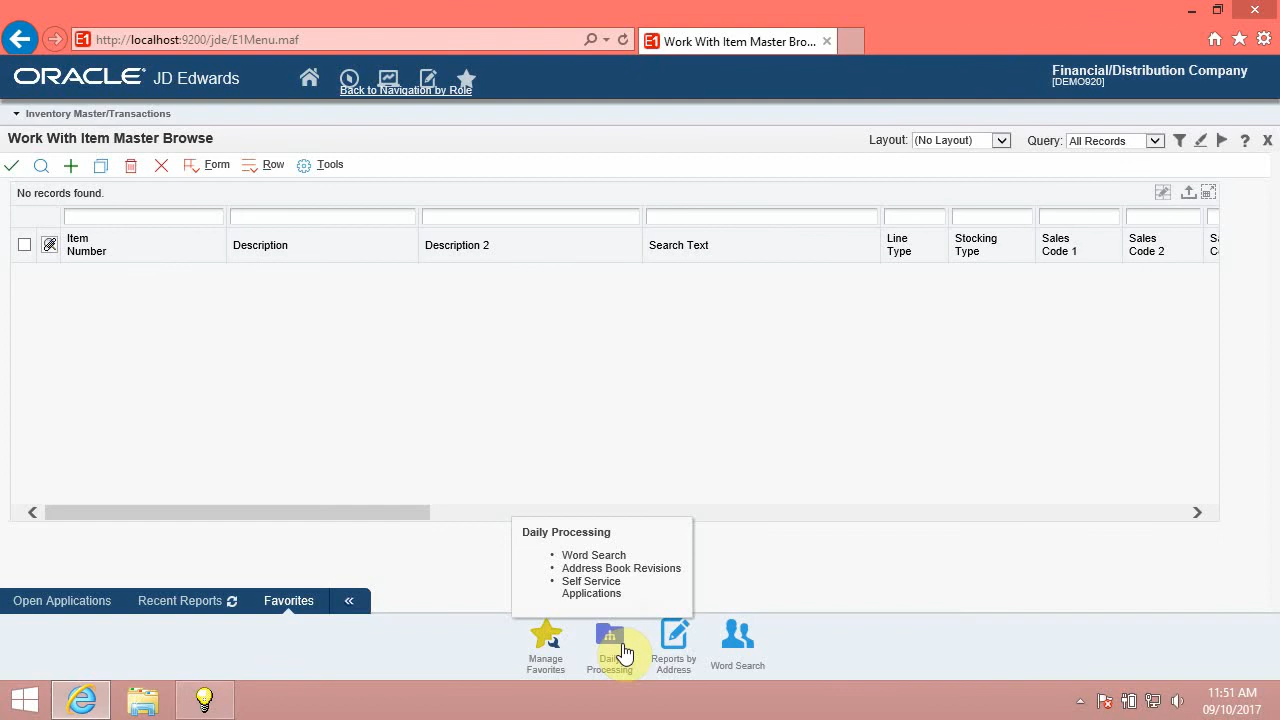 http://localhost:9200/jde/E1Menu.maf
E1 Work With Item Master Bro...
ORACLE JD Edwards
Back to Navigation by Role
Financial/Distribution Company
[DEMO920]
Inventory Master/Transactions
Work With Item Master Browse
Layout: (No Layout) Query: All Records
Form Row Tools
No records found.
Item Number
Description
Description 2
Search Text
Line Type
Stocking Type
Sales Code 1
Sales Code 2
Daily Processing
• Word Search
• Address Book Revisions
• Self Service
Applications
Open Applications Recent Reports Favorites «
Manage Favorites
Daily Processing
Reports by Address
Word Search
11:51 AM
09/10/2017